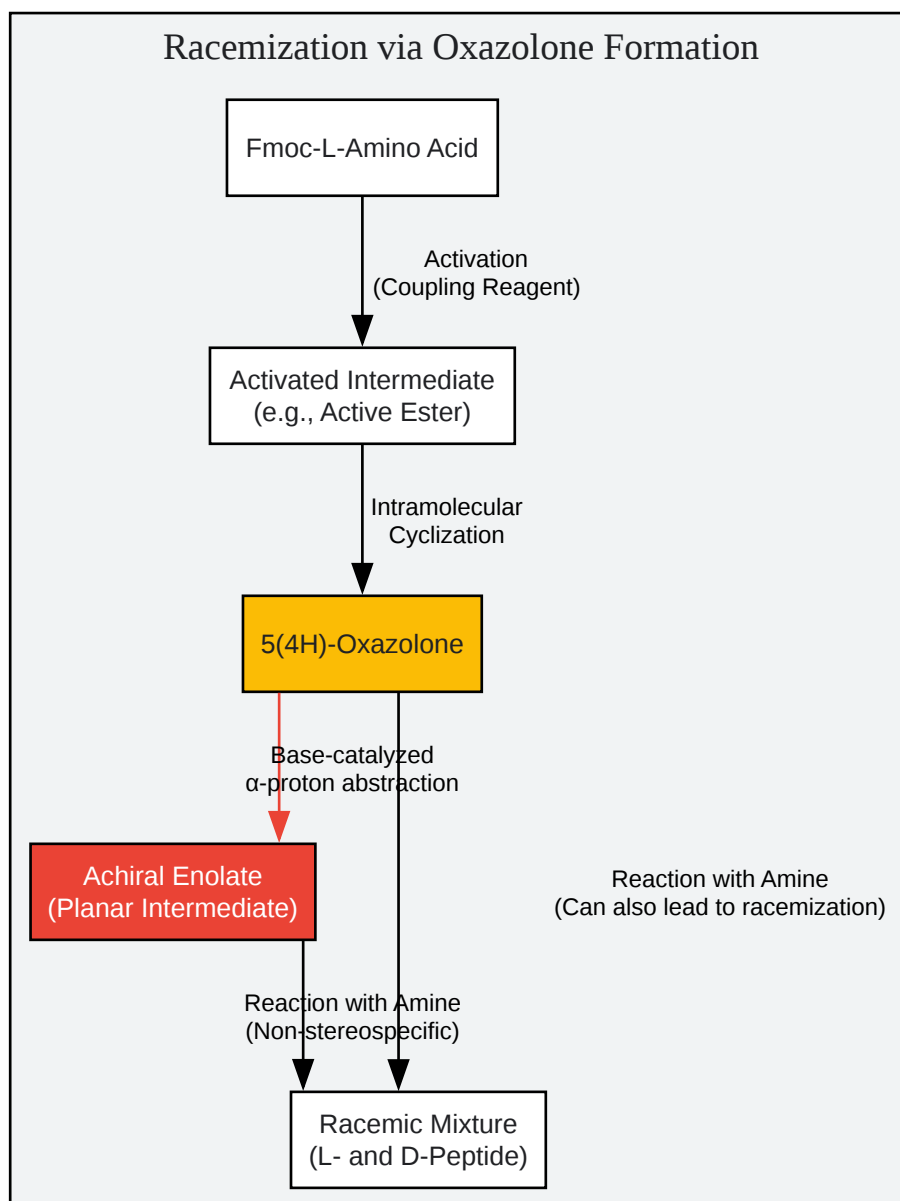 Racemization via Oxazolone Formation
Fmoc-L-Amino Acid
Activation
(Coupling Reagent)
Activated Intermediate
(e.g., Active Ester)
Intramolecular
Cyclization
5(4H)-Oxazolone
Base-catalyzed
α-proton abstraction
Achiral Enolate
(Planar Intermediate)
Reaction with Amine
(Can also lead to racemization)
Reaction with Amine
(Non-stereospecific)
Racemic Mixture
(L- and D-Peptide)